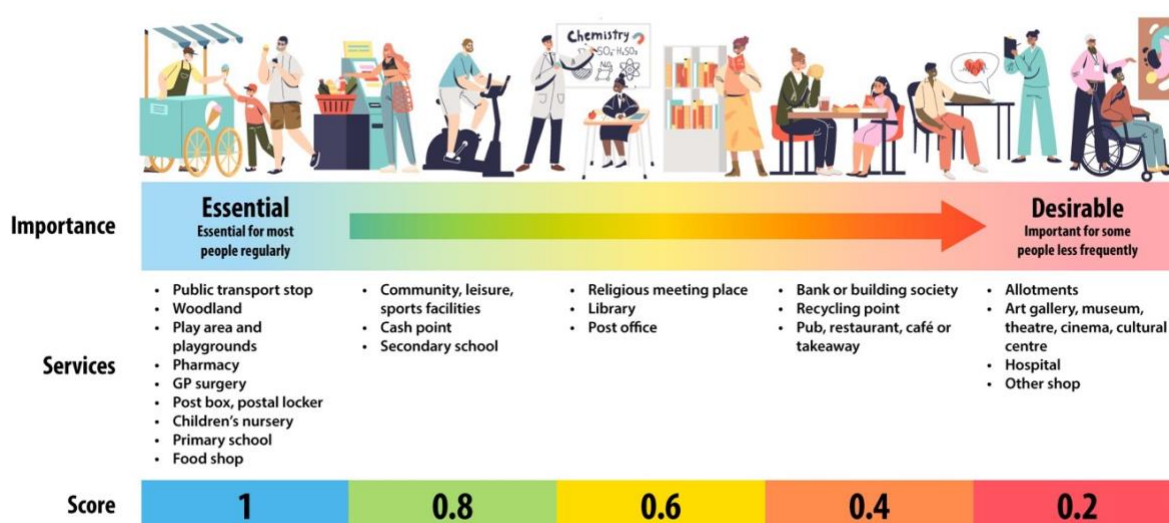 Chemistry
SO₂ H₂SO₃
Importance
Essential
Essential for most
people regularly
Desirable
Important for some
people less frequently
Services
• Public transport stop
• Woodland
• Play area and
playgrounds
• Pharmacy
• GP surgery
• Post box, postal locker
• Children's nursery
• Primary school
• Food shop
• Community, leisure,
sports facilities
• Cash point
• Secondary school
• Religious meeting place
• Library
• Post office
• Bank or building society
• Recycling point
• Pub, restaurant, café or
takeaway
• Allotments
• Art gallery, museum,
theatre, cinema, cultural
centre
• Hospital
• Other shop
Score
1
0.8
0.6
0.4
0.2